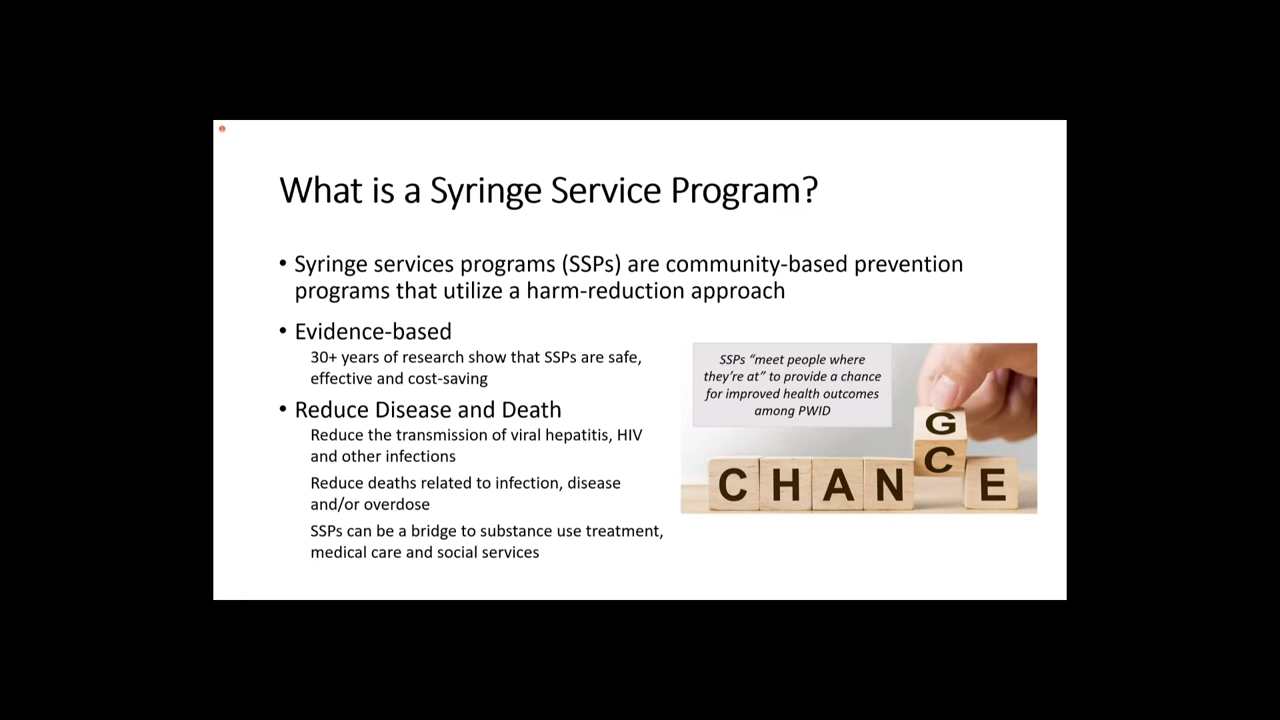 What is a Syringe Service Program?
• Syringe services programs (SSPs) are community-based prevention
programs that utilize a harm-reduction approach
• Evidence-based
30+ years of research show that SSPs are safe,
effective and cost-saving
• Reduce Disease and Death
Reduce the transmission of viral hepatitis, HIV
and other infections
Reduce deaths related to infection, disease
and/or overdose
SSPs can be a bridge to substance use treatment,
medical care and social services
SSPs “meet people where
they’re at” to provide a chance
for improved health outcomes
among PWID
G
C H A N C E